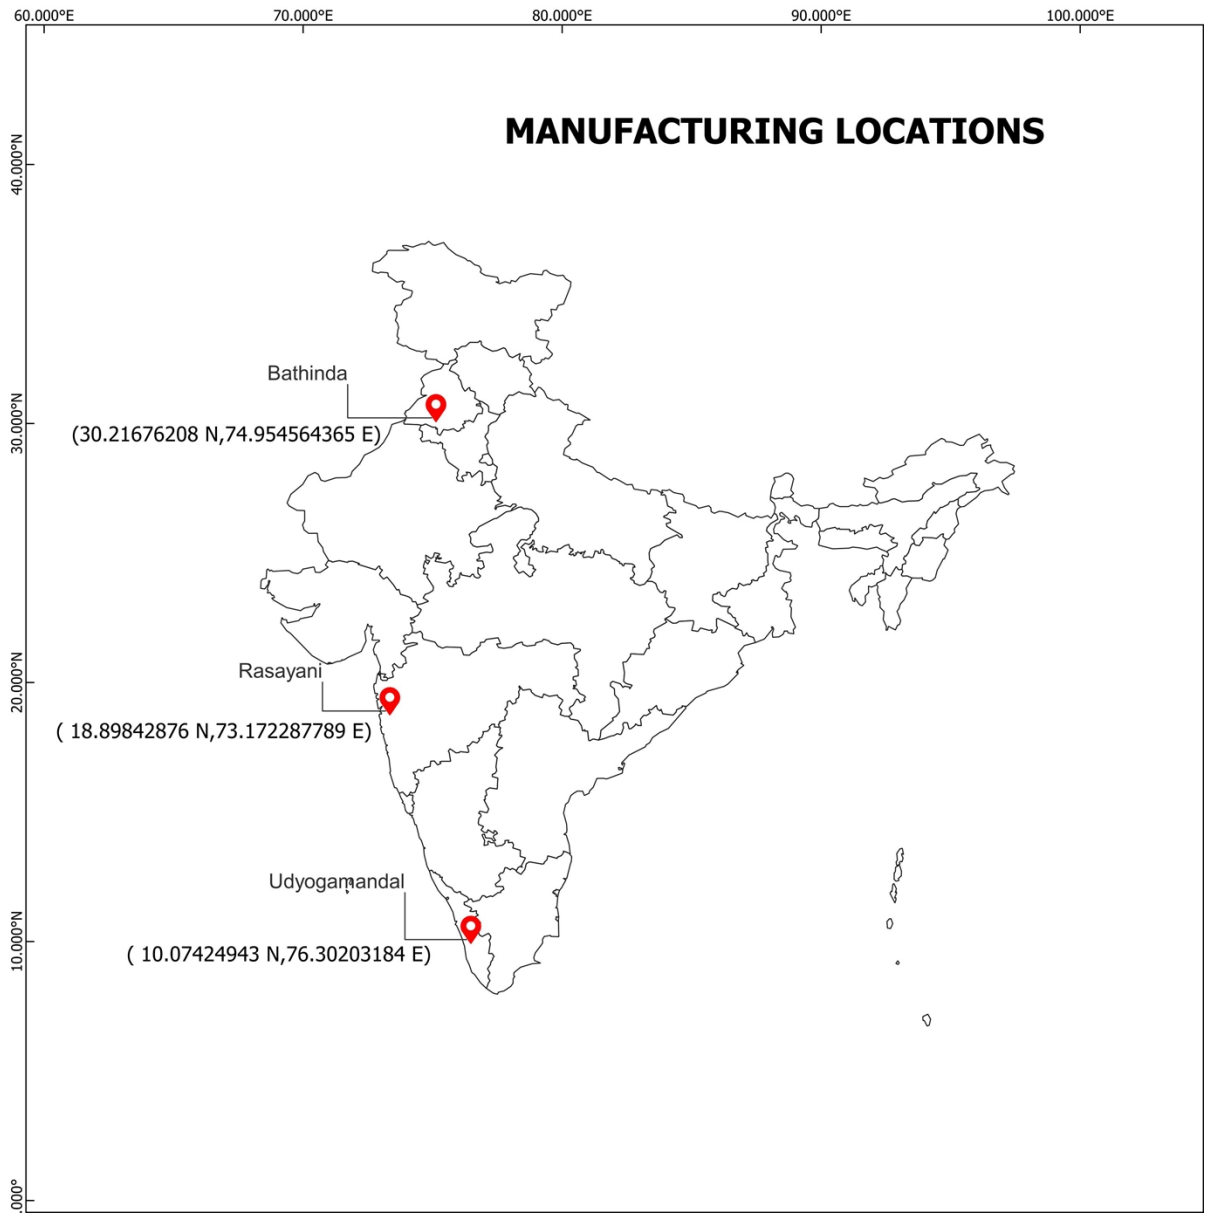 60.000°E 70.000°E 80.000°E 90.000°E 100.000°E
MANUFACTURING LOCATIONS
40.000°N
Bathinda
30.000°N
(30.21676208 N,74.954564365 E)
Rasayani
20.000°N
( 18.89842876 N,73.172287789 E)
Udyogamandal
10.000°N
( 10.07424943 N,76.30203184 E)
.000°